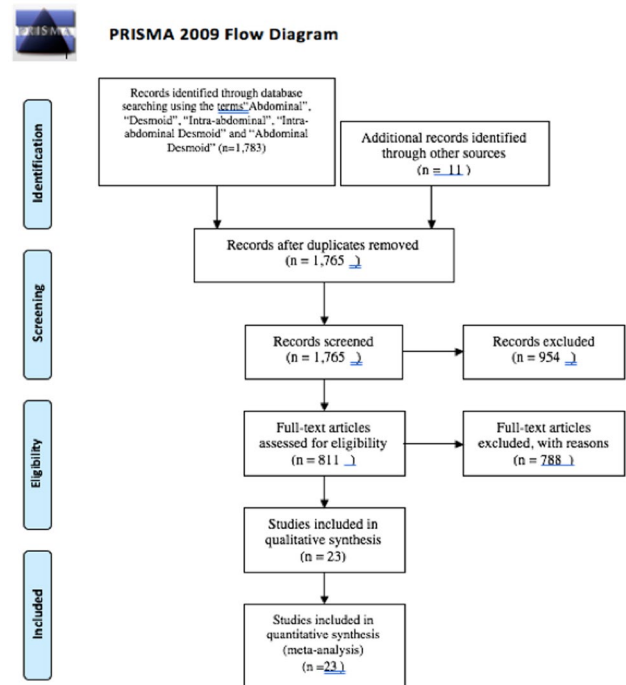 PRISMA
PRISMA 2009 Flow Diagram
Identification
Records identified through database
searching using the terms“Abdominal”,
“Desmoid”, “Intra-abdominal”, “Intra-
abdominal Desmoid” and “Abdominal
Desmoid” (n=1,783)
Additional records identified
through other sources
(n = 11 )
Records after duplicates removed
(n = 1,765 )
Screening
Records screened
(n = 1,765 )
Records excluded
(n = 954 )
Eligibility
Full-text articles
assessed for eligibility
(n = 811 )
Full-text articles
excluded, with reasons
(n = 788 )
Studies included in
qualitative synthesis
(n = 23)
Included
Studies included in
quantitative synthesis
(meta-analysis)
(n =23 )